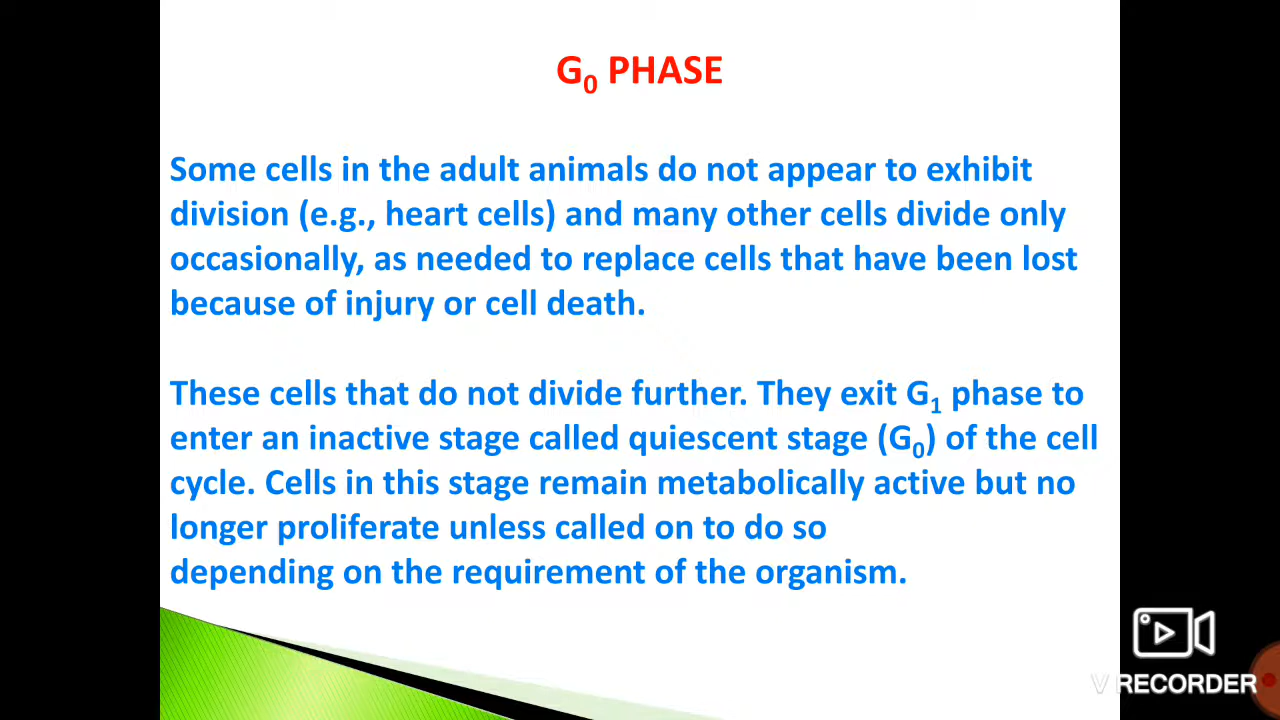 G₀ PHASE
Some cells in the adult animals do not appear to exhibit
division (e.g., heart cells) and many other cells divide only
occasionally, as needed to replace cells that have been lost
because of injury or cell death.
These cells that do not divide further. They exit G₁ phase to
enter an inactive stage called quiescent stage (G₀) of the cell
cycle. Cells in this stage remain metabolically active but no
longer proliferate unless called on to do so
depending on the requirement of the organism.
V RECORDER